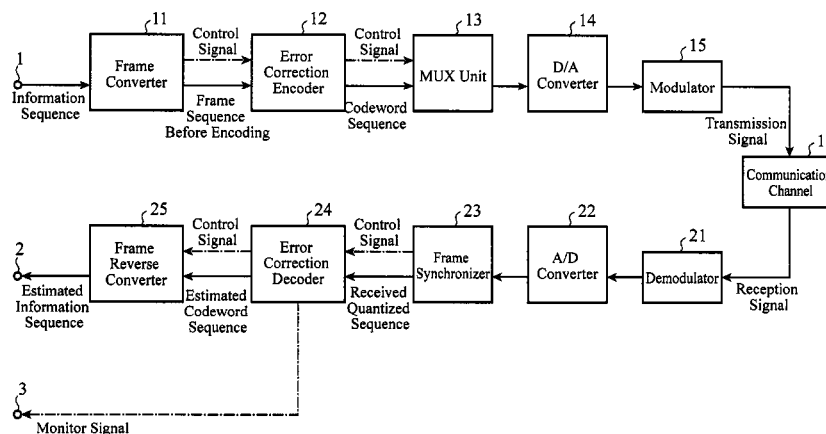 11
12
13
14
15
1
Control
Signal
Control
Signal
Frame
Converter
Error
Correction
Encoder
MUX Unit
D/A
Converter
Modulator
Information
Sequence
Frame
Sequence
Before Encoding
Codeword
Sequence
Transmission
Signal
Communication
Channel
25
24
23
22
21
2
Control
Signal
Control
Signal
Frame
Reverse
Converter
Error
Correction
Decoder
Frame
Synchronizer
A/D
Converter
Demodulator
Estimated
Information
Sequence
Estimated
Codeword
Sequence
Received
Quantized
Sequence
Reception
Signal
3
Monitor Signal